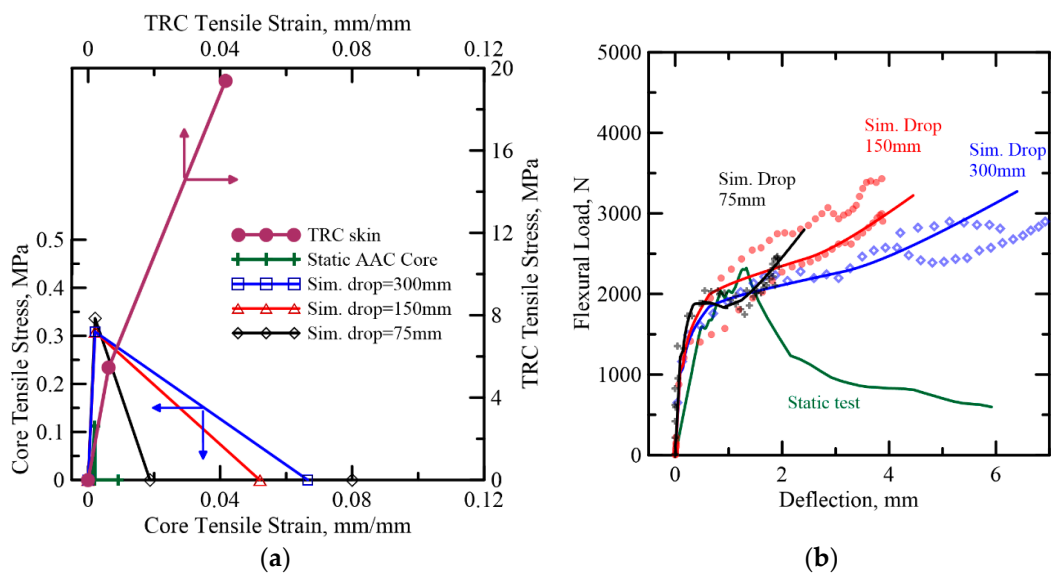 TRC Tensile Strain, mm/mm
0 0.04 0.08 0.12
20
16
12
8
4
0
TRC Tensile Stress, MPa
0.5
0.4
0.3
0.2
0.1
0
Core Tensile Stress, MPa
TRC skin
Static AAC Core
Sim. drop=300mm
Sim. drop=150mm
Sim. drop=75mm
0 0.04 0.08 0.12
Core Tensile Strain, mm/mm
(a)
5000
4000
3000
2000
1000
0
Flexural Load, N
Sim. Drop
150mm
Sim. Drop
300mm
Sim. Drop
75mm
Static test
0 2 4 6
Deflection, mm
(b)